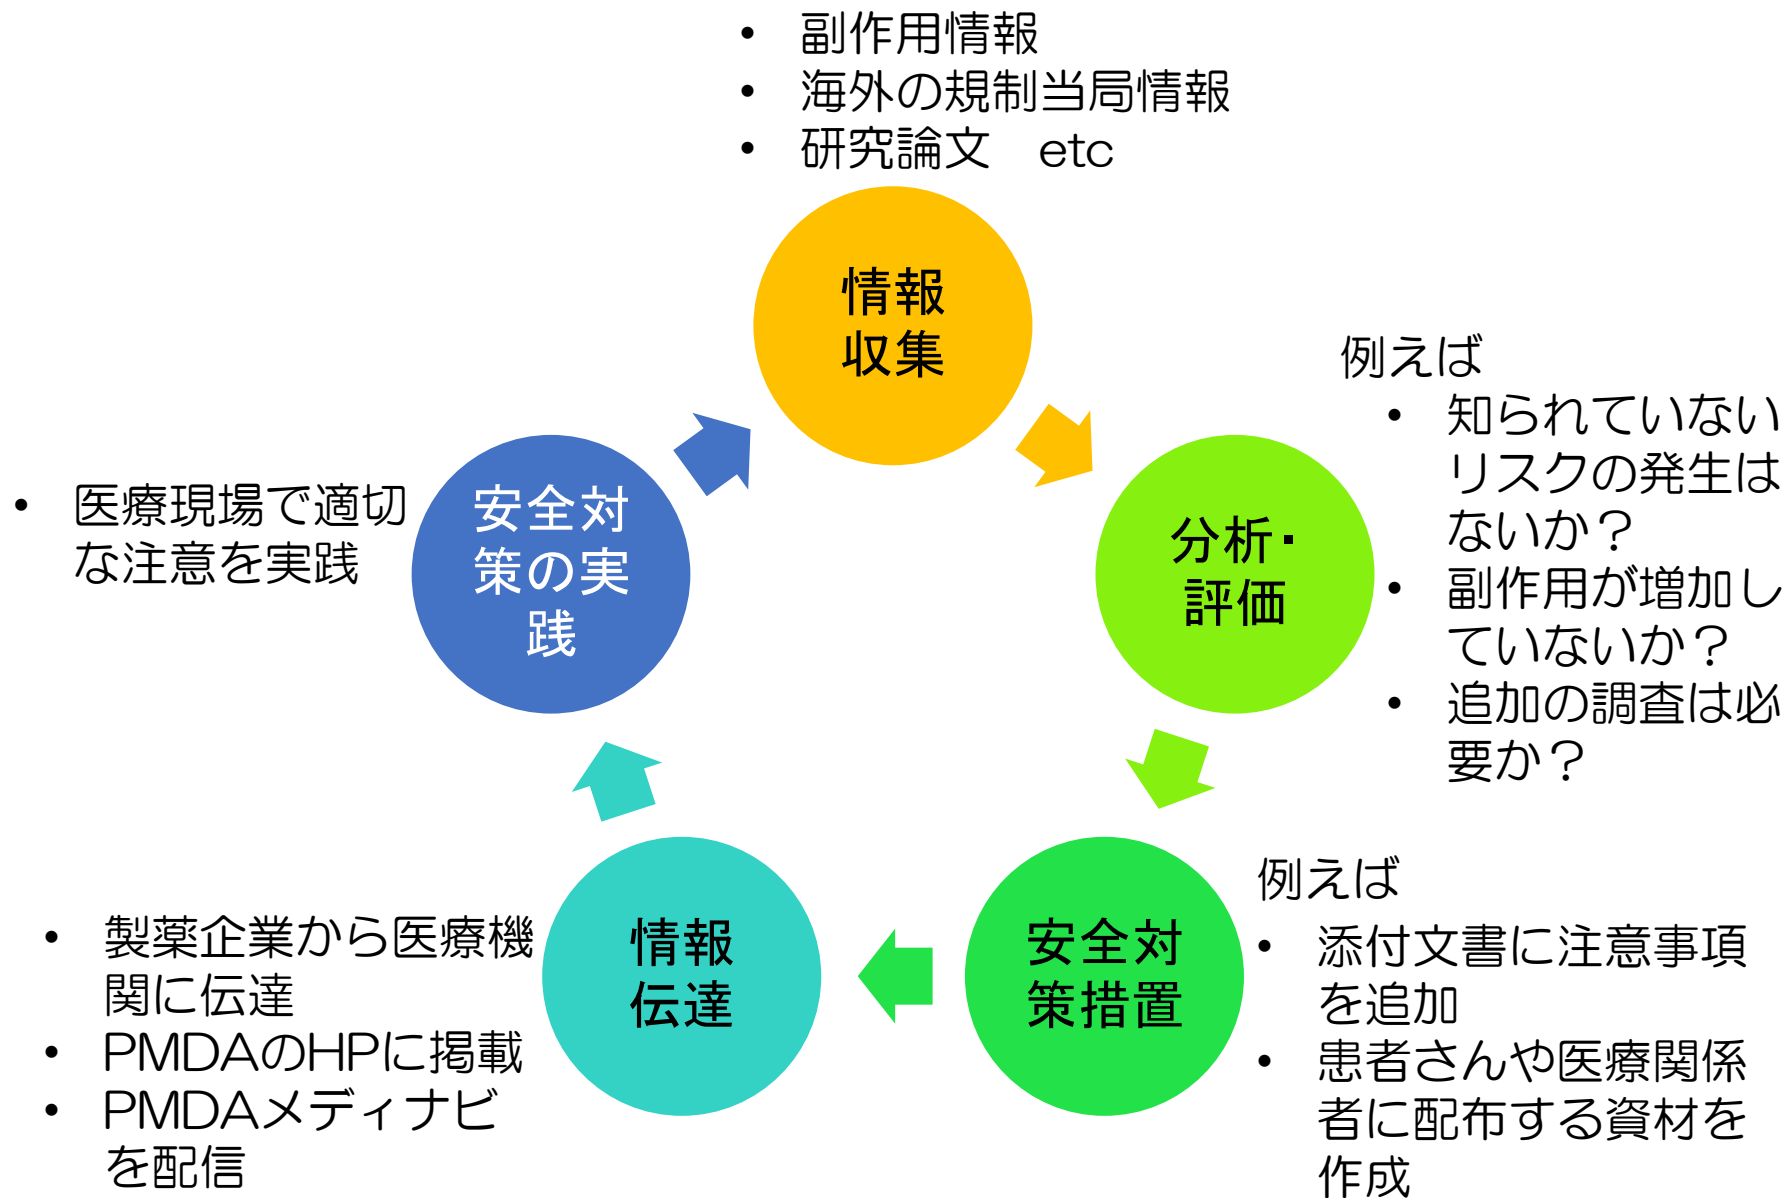 • 副作用情報
• 海外の規制当局情報
• 研究論文　etc
情報
収集
例えば
• 知られていない
リスクの発生は
ないか？
• 副作用が増加し
ていないか？
• 追加の調査は必
要か？
分析・
評価
例えば
• 添付文書に注意事項
を追加
• 患者さんや医療関係
者に配布する資材を
作成
安全対
策措置
情報
伝達
• 製薬企業から医療機
関に伝達
• PMDAのHPに掲載
• PMDAメディナビ
を配信
安全対
策の実
践
• 医療現場で適切
な注意を実践